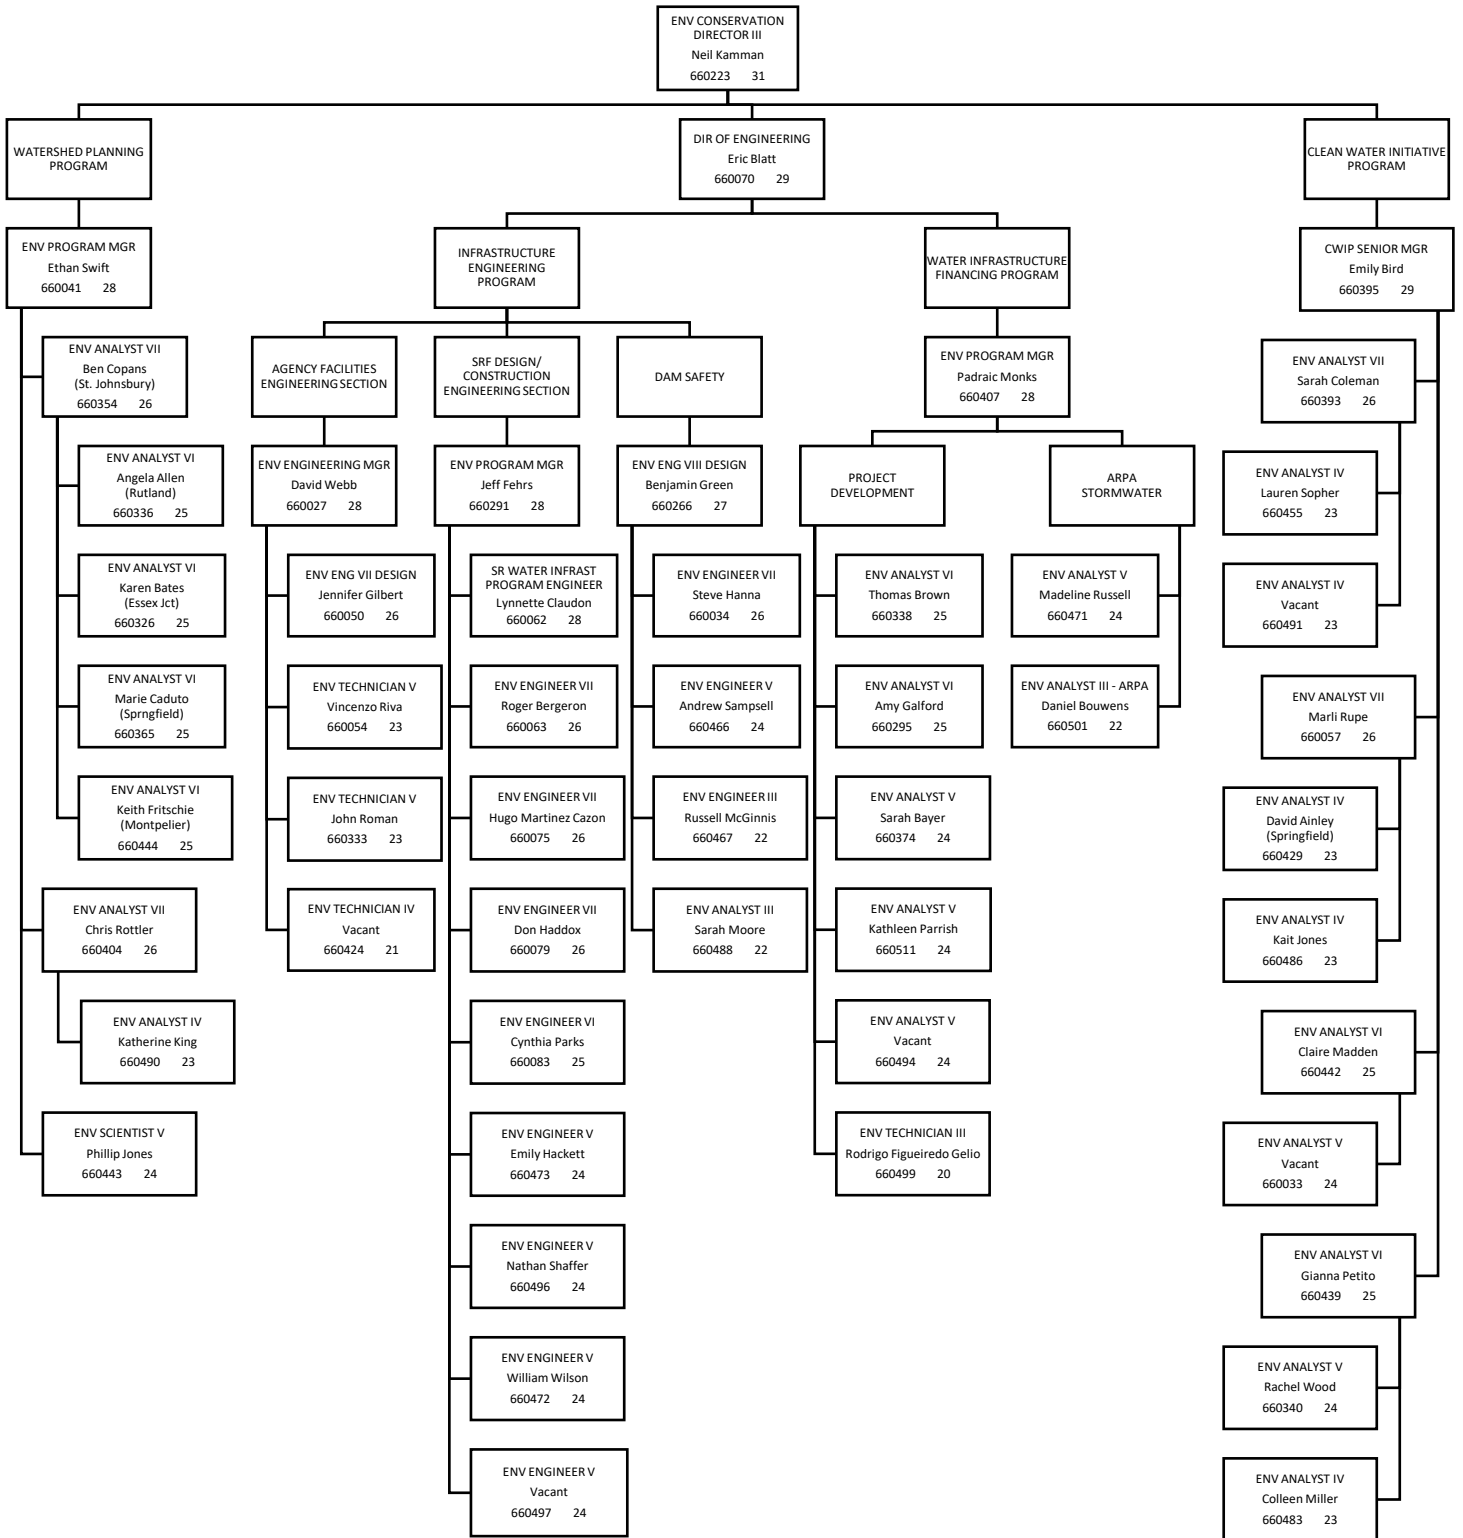 ENV CONSERVATION
DIRECTOR III
Neil Kamman
660223 31
WATERSHED PLANNING
PROGRAM
DIR OF ENGINEERING
Eric Blatt
660070 29
CLEAN WATER INITIATIVE
PROGRAM
ENV PROGRAM MGR
Ethan Swift
660041 28
INFRASTRUCTURE
ENGINEERING
PROGRAM
WATER INFRASTRUCTURE
FINANCING PROGRAM
CWIP SENIOR MGR
Emily Bird
660395 29
ENV ANALYST VII
Ben Copans
(St. Johnsbury)
660354 26
AGENCY FACILITIES
ENGINEERING SECTION
SRF DESIGN/
CONSTRUCTION
ENGINEERING SECTION
DAM SAFETY
ENV PROGRAM MGR
Padraic Monks
660407 28
ENV ANALYST VII
Sarah Coleman
660393 26
ENV ANALYST VI
Angela Allen
(Rutland)
660336 25
ENV ENGINEERING MGR
David Webb
660027 28
ENV PROGRAM MGR
Jeff Fehrs
660291 28
ENV ENG VIII DESIGN
Benjamin Green
660266 27
PROJECT
DEVELOPMENT
ARPA
STORMWATER
ENV ANALYST IV
Lauren Sopher
660455 23
ENV ANALYST VI
Karen Bates
(Essex Jct)
660326 25
ENV ENG VII DESIGN
Jennifer Gilbert
660050 26
SR WATER INFRAST
PROGRAM ENGINEER
Lynnette Claudon
660062 28
ENV ENGINEER VII
Steve Hanna
660034 26
ENV ANALYST VI
Thomas Brown
660338 25
ENV ANALYST V
Madeline Russell
660471 24
ENV ANALYST IV
Vacant
660491 23
ENV ANALYST VI
Marie Caduto
(Sprngfield)
660365 25
ENV TECHNICIAN V
Vincenzo Riva
660054 23
ENV ENGINEER VII
Roger Bergeron
660063 26
ENV ENGINEER V
Andrew Sampsell
660466 24
ENV ANALYST VI
Amy Galford
660295 25
ENV ANALYST III - ARPA
Daniel Bouwens
660501 22
ENV ANALYST VII
Marli Rupe
660057 26
ENV ANALYST VI
Keith Fritschie
(Montpelier)
660444 25
ENV TECHNICIAN V
John Roman
660333 23
ENV ENGINEER VII
Hugo Martinez Cazon
660075 26
ENV ENGINEER III
Russell McGinnis
660467 22
ENV ANALYST V
Sarah Bayer
660374 24
ENV ANALYST IV
David Ainley
(Springfield)
660429 23
ENV ANALYST VII
Chris Rottler
660404 26
ENV TECHNICIAN IV
Vacant
660424 21
ENV ENGINEER VII
Don Haddox
660079 26
ENV ANALYST III
Sarah Moore
660488 22
ENV ANALYST V
Kathleen Parrish
660511 24
ENV ANALYST IV
Kait Jones
660486 23
ENV ANALYST IV
Katherine King
660490 23
ENV ENGINEER VI
Cynthia Parks
660083 25
ENV ANALYST V
Vacant
660494 24
ENV ANALYST VI
Claire Madden
660442 25
ENV SCIENTIST V
Phillip Jones
660443 24
ENV ENGINEER V
Emily Hackett
660473 24
ENV TECHNICIAN III
Rodrigo Figueiredo Gelio
660499 20
ENV ANALYST V
Vacant
660033 24
ENV ENGINEER V
Nathan Shaffer
660496 24
ENV ANALYST VI
Gianna Petito
660439 25
ENV ENGINEER V
William Wilson
660472 24
ENV ANALYST V
Rachel Wood
660340 24
ENV ENGINEER V
Vacant
660497 24
ENV ANALYST IV
Colleen Miller
660483 23